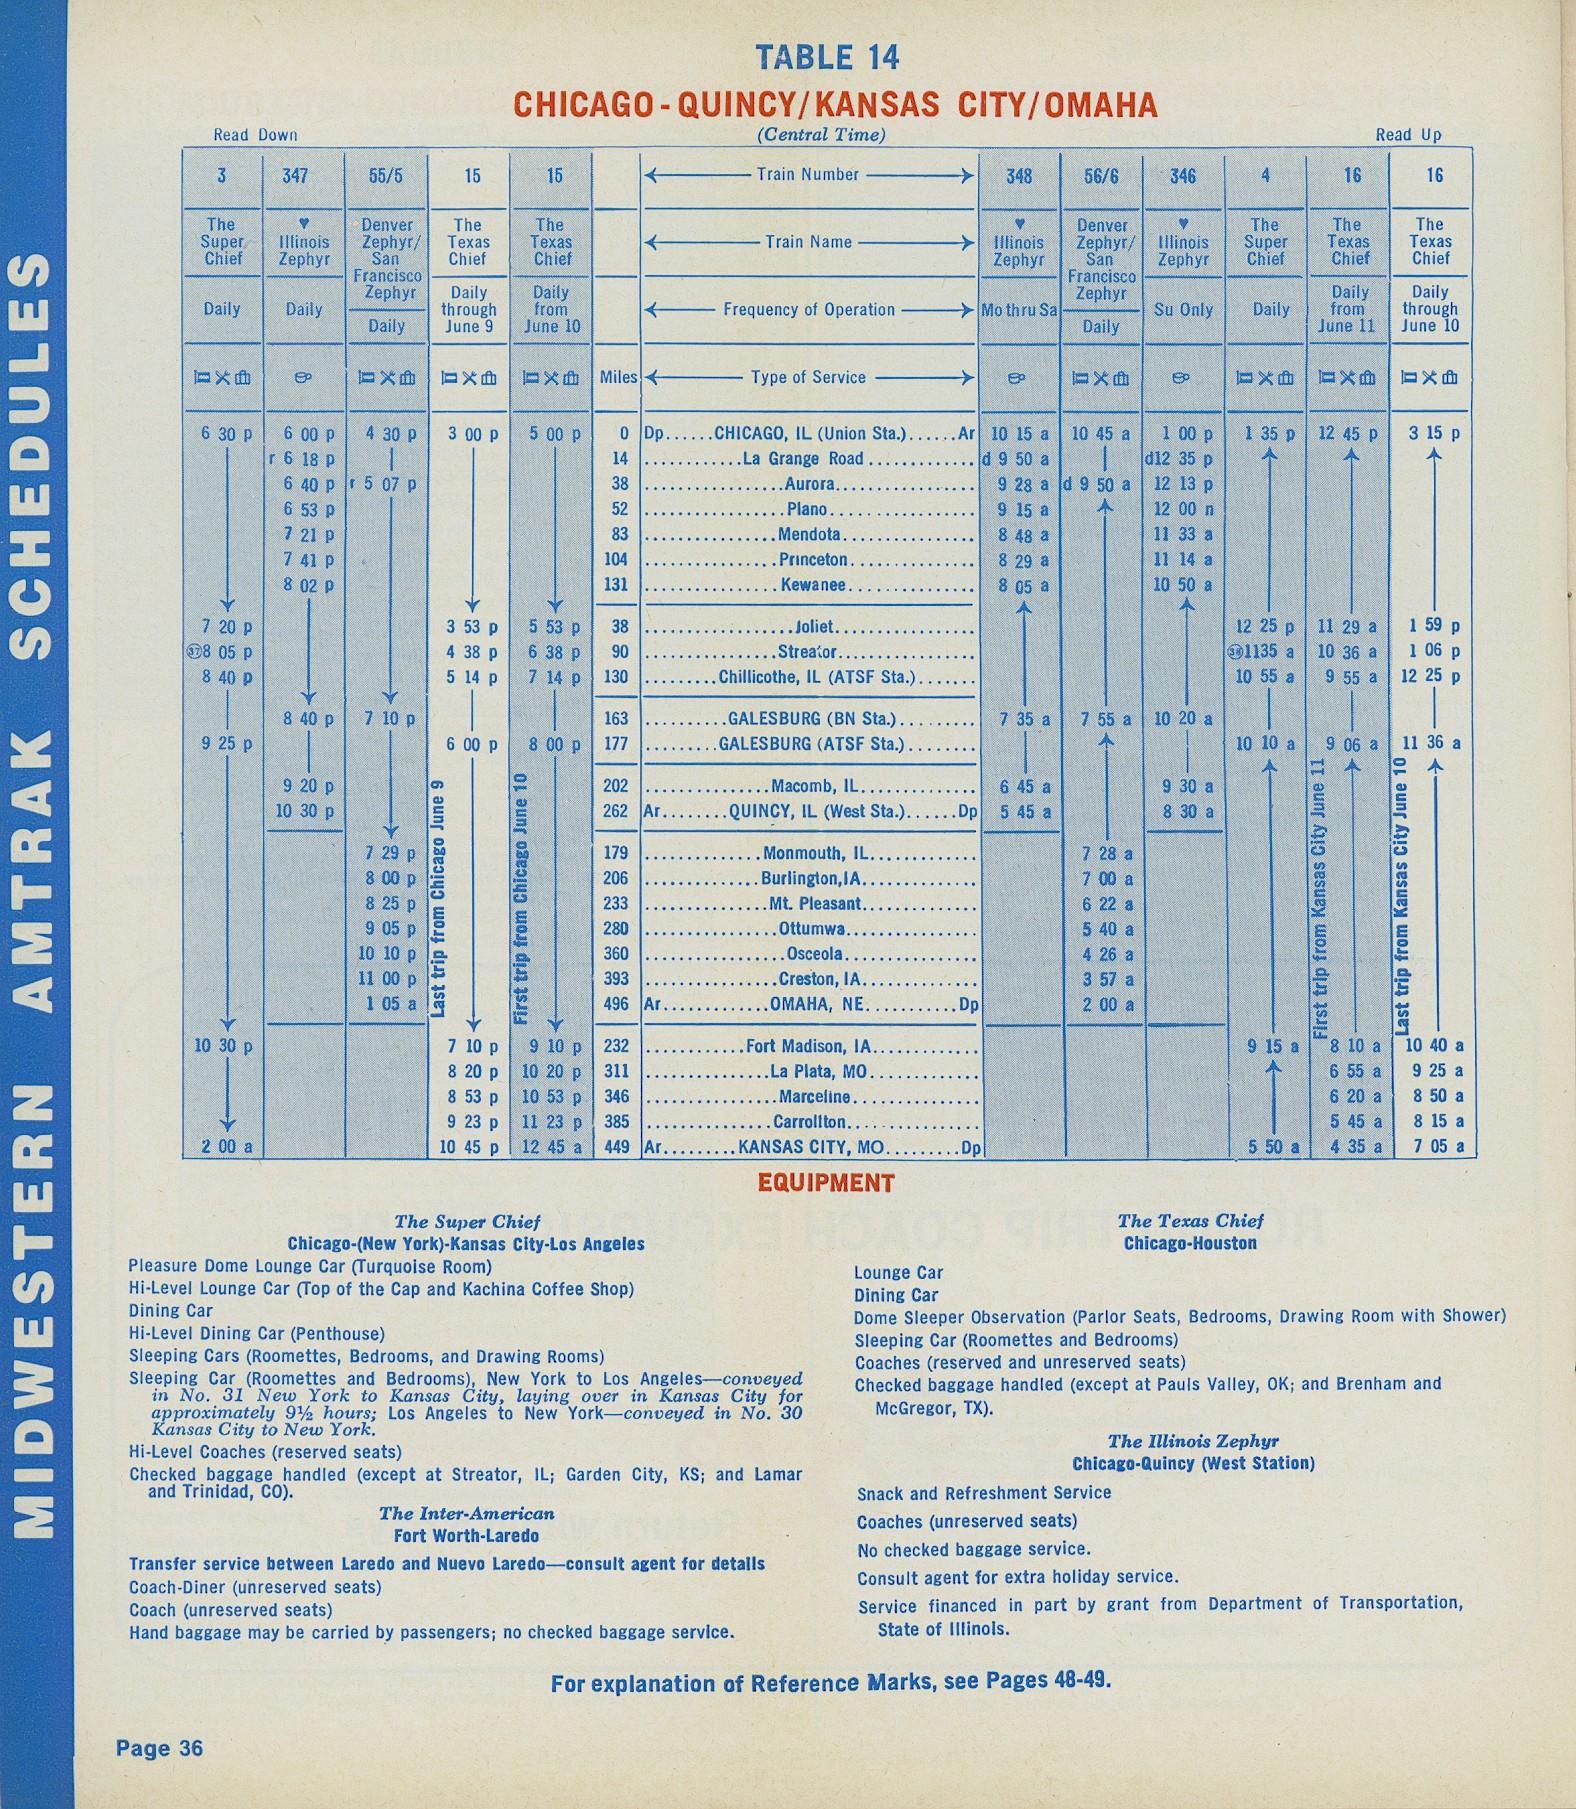 MIDWESTERN AMTRAK SCHEDULES
TABLE 14
CHICAGO - QUINCY/KANSAS CITY/OMAHA
Read Down (Central Time) Read Up
3 347 55/5 15 15 Train Number 348 56/6 346 4 16 16
The Super Chief ♥ Illinois Zephyr Denver Zephyr/ San Francisco Zephyr The Texas Chief The Texas Chief Train Name ♥ Illinois Zephyr Denver Zephyr/ San Francisco Zephyr ♥ Illinois Zephyr The Super Chief The Texas Chief The Texas Chief
Daily Daily Daily Daily through June 9 Daily from June 10 Frequency of Operation Mo thru Sa Daily Su Only Daily Daily from June 11 Daily through June 10
Miles Type of Service
6 30 p 6 00 p 4 30 p 3 00 p 5 00 p 0 Dp......CHICAGO, IL (Union Sta.)......Ar 10 15 a 10 45 a 1 00 p 1 35 p 12 45 p 3 15 p
r 6 18 p 14 La Grange Road d 9 50 a d12 35 p
6 40 p r 5 07 p 38 Aurora 9 28 a d 9 50 a 12 13 p
6 53 p 52 Plano 9 15 a 12 00 n
7 21 p 83 Mendota 8 48 a 11 33 a
7 41 p 104 Princeton 8 29 a 11 14 a
8 02 p 131 Kewanee 8 05 a 10 50 a
7 20 p 3 53 p 5 53 p 38 Joliet 12 25 p 11 29 a 1 59 p
㊲8 05 p 4 38 p 6 38 p 90 Streator ㊳1135 a 10 36 a 1 06 p
8 40 p 5 14 p 7 14 p 130 Chillicothe, IL (ATSF Sta.) 10 55 a 9 55 a 12 25 p
8 40 p 7 10 p 163 GALESBURG (BN Sta.) 7 35 a 7 55 a 10 20 a
9 25 p 6 00 p 8 00 p 177 GALESBURG (ATSF Sta.) 10 10 a 9 06 a 11 36 a
9 20 p 202 Macomb, IL 6 45 a 9 30 a
10 30 p 262 Ar........QUINCY, IL (West Sta.)......Dp 5 45 a 8 30 a
Last trip from Chicago June 9
First trip from Chicago June 10
First trip from Kansas City June 11
Last trip from Kansas City June 10
7 29 p 179 Monmouth, IL 7 28 a
8 00 p 206 Burlington,IA 7 00 a
8 25 p 233 Mt. Pleasant 6 22 a
9 05 p 280 Ottumwa 5 40 a
10 10 p 360 Osceola 4 26 a
11 00 p 393 Creston, IA 3 57 a
1 05 a 496 Ar.............OMAHA, NE...........Dp 2 00 a
10 30 p 7 10 p 9 10 p 232 Fort Madison, IA 9 15 a 8 10 a 10 40 a
8 20 p 10 20 p 311 La Plata, MO 6 55 a 9 25 a
8 53 p 10 53 p 346 Marceline 6 20 a 8 50 a
9 23 p 11 23 p 385 Carrollton 5 45 a 8 15 a
2 00 a 10 45 p 12 45 a 449 Ar.........KANSAS CITY, MO.........Dp 5 50 a 4 35 a 7 05 a
EQUIPMENT
The Super Chief
Chicago-(New York)-Kansas City-Los Angeles
Pleasure Dome Lounge Car (Turquoise Room)
Hi-Level Lounge Car (Top of the Cap and Kachina Coffee Shop)
Dining Car
Hi-Level Dining Car (Penthouse)
Sleeping Cars (Roomettes, Bedrooms, and Drawing Rooms)
Sleeping Car (Roomettes and Bedrooms), New York to Los Angeles—conveyed
in No. 31 New York to Kansas City, laying over in Kansas City for
approximately 9½ hours; Los Angeles to New York—conveyed in No. 30
Kansas City to New York.
Hi-Level Coaches (reserved seats)
Checked baggage handled (except at Streator, IL; Garden City, KS; and Lamar
and Trinidad, CO).
The Inter-American
Fort Worth-Laredo
Transfer service between Laredo and Nuevo Laredo—consult agent for details
Coach-Diner (unreserved seats)
Coach (unreserved seats)
Hand baggage may be carried by passengers; no checked baggage service.
The Texas Chief
Chicago-Houston
Lounge Car
Dining Car
Dome Sleeper Observation (Parlor Seats, Bedrooms, Drawing Room with Shower)
Sleeping Car (Roomettes and Bedrooms)
Coaches (reserved and unreserved seats)
Checked baggage handled (except at Pauls Valley, OK; and Brenham and
McGregor, TX).
The Illinois Zephyr
Chicago-Quincy (West Station)
Snack and Refreshment Service
Coaches (unreserved seats)
No checked baggage service.
Consult agent for extra holiday service.
Service financed in part by grant from Department of Transportation,
State of Illinois.
For explanation of Reference Marks, see Pages 48-49.
Page 36